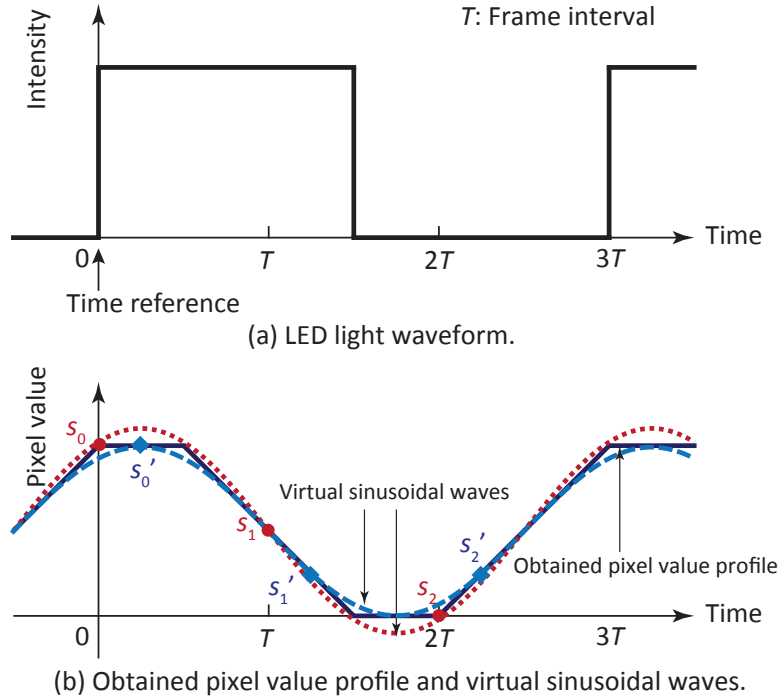 T: Frame interval
Intensity
0
T
2T
3T
Time
Time reference
(a) LED light waveform.
Pixel value
s0
s0’
Virtual sinusoidal waves
s1
s2’
Obtained pixel value profile
s1’
s2
Time
0
T
2T
3T
(b) Obtained pixel value profile and virtual sinusoidal waves.